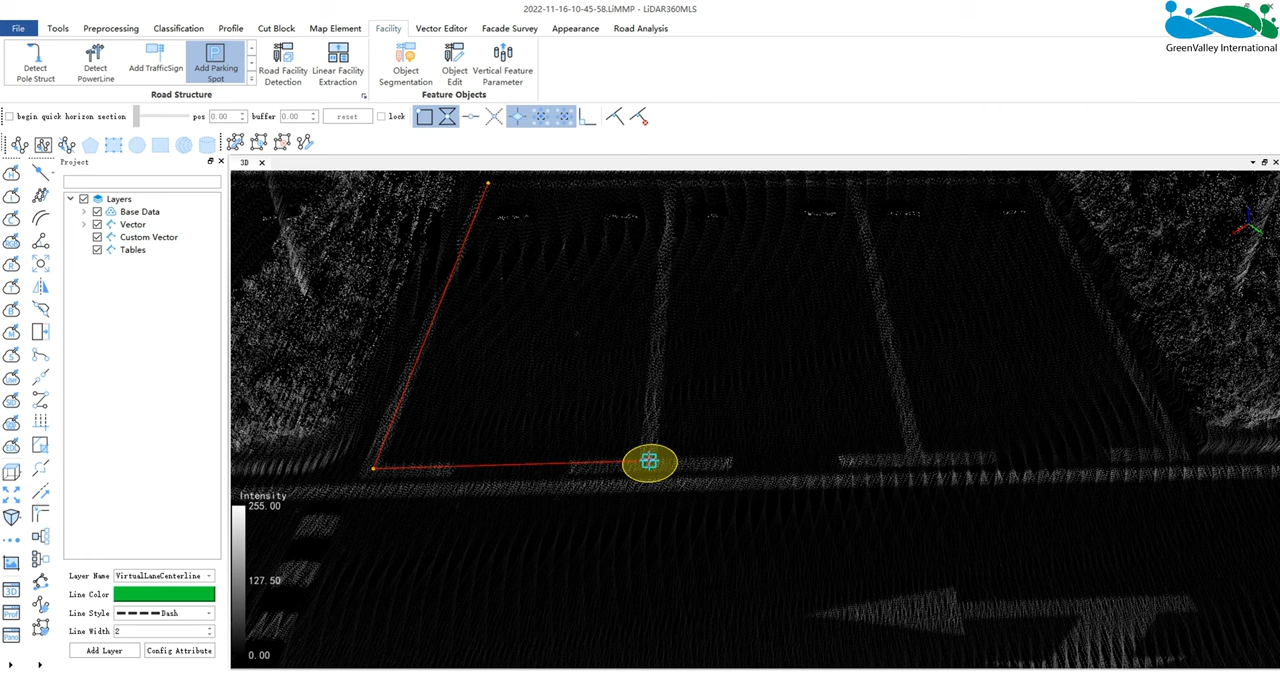 2022-11-16-10-45-58.LiMMP - LiDAR360MLS
GreenValley International
File Tools Preprocessing Classification Profile Cut Block Map Element Facility Vector Editor Facade Survey Appearance Road Analysis
Detect Pole Struct
Detect PowerLine
Add TrafficSign
Add Parking Spot
Road Facility Detection
Linear Facility Extraction
Object Segmentation
Object Edit
Vertical Feature Parameter
Road Structure
Feature Objects
begin quick horizon section pos 0.00 buffer 0.00 reset lock
Project
3D
Layers
Base Data
Vector
Custom Vector
Tables
Intensity
255.00
127.50
0.00
Layer Name VirtualLaneCenterline
Line Color
Line Style Dash
Line Width 2
Add Layer Config Attribute
3D
Prof
Pano